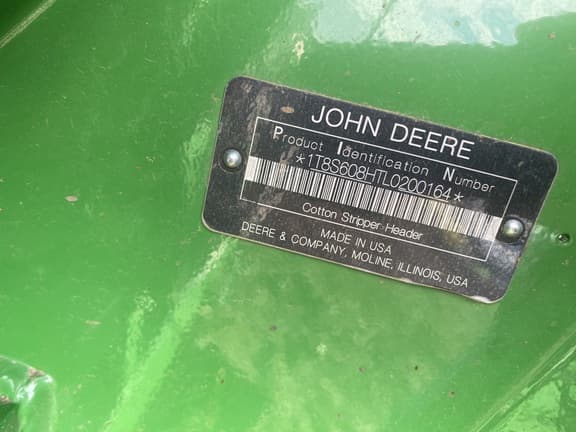 JOHN DEERE
Product Identification Number
*1T8S608HTL0200164*
Cotton Stripper Header
MADE IN USA
DEERE & COMPANY, MOLINE, ILLINOIS, USA